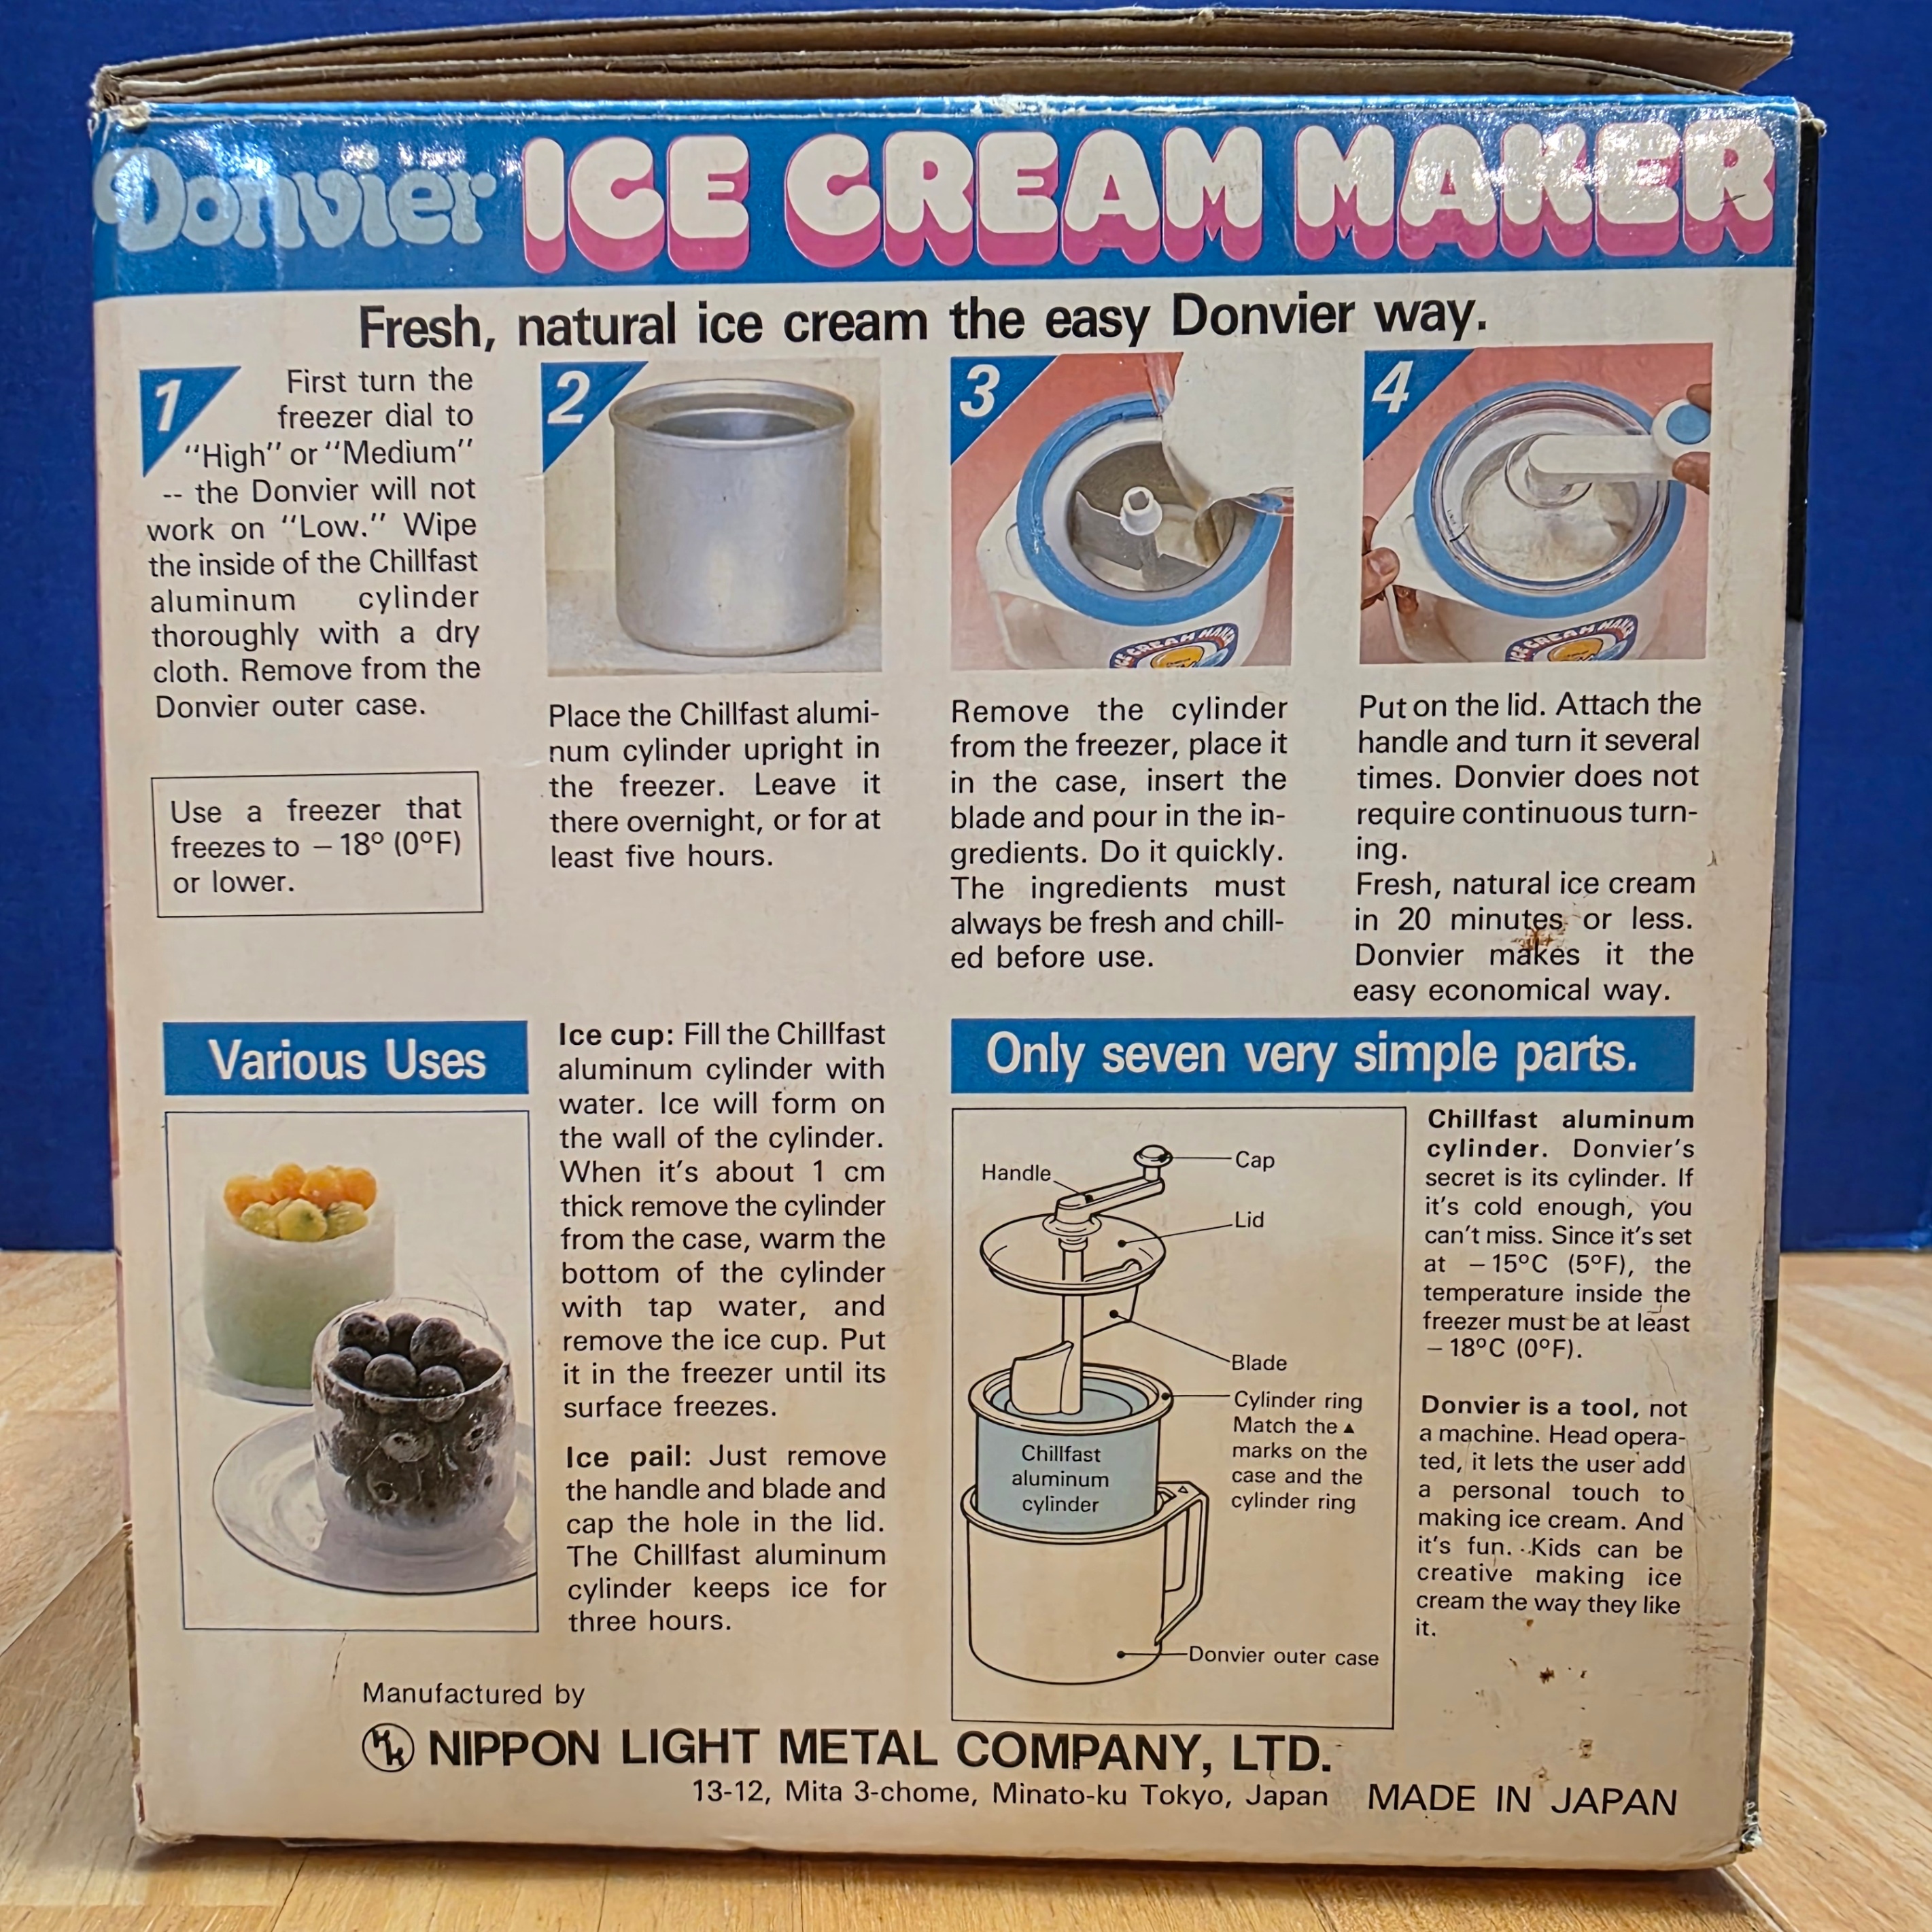 Donvier ICE CREAM MAKER
Fresh, natural ice cream the easy Donvier way.
1
First turn the
freezer dial to
"High" or "Medium"
-- the Donvier will not
work on "Low." Wipe
the inside of the Chillfast
aluminum cylinder
thoroughly with a dry
cloth. Remove from the
Donvier outer case.
Use a freezer that
freezes to – 18° (0°F)
or lower.
2
Place the Chillfast alumi-
num cylinder upright in
the freezer. Leave it
there overnight, or for at
least five hours.
3
ICE CREAM MAKER
Remove the cylinder
from the freezer, place it
in the case, insert the
blade and pour in the in-
gredients. Do it quickly.
The ingredients must
always be fresh and chill-
ed before use.
4
ICE CREAM MAKER
Put on the lid. Attach the
handle and turn it several
times. Donvier does not
require continuous turn-
ing.
Fresh, natural ice cream
in 20 minutes or less.
Donvier makes it the
easy economical way.
Various Uses
Ice cup: Fill the Chillfast
aluminum cylinder with
water. Ice will form on
the wall of the cylinder.
When it's about 1 cm
thick remove the cylinder
from the case, warm the
bottom of the cylinder
with tap water, and
remove the ice cup. Put
it in the freezer until its
surface freezes.
Ice pail: Just remove
the handle and blade and
cap the hole in the lid.
The Chillfast aluminum
cylinder keeps ice for
three hours.
Only seven very simple parts.
Handle
Cap
Lid
Blade
Cylinder ring
Match the ▲
marks on the
case and the
cylinder ring
Chillfast
aluminum
cylinder
Donvier outer case
Chillfast aluminum
cylinder. Donvier's
secret is its cylinder. If
it's cold enough, you
can't miss. Since it's set
at – 15°C (5°F), the
temperature inside the
freezer must be at least
– 18°C (0°F).
Donvier is a tool, not
a machine. Head opera-
ted, it lets the user add
a personal touch to
making ice cream. And
it's fun. Kids can be
creative making ice
cream the way they like
it.
Manufactured by
NIPPON LIGHT METAL COMPANY, LTD.
13-12, Mita 3-chome, Minato-ku Tokyo, Japan MADE IN JAPAN